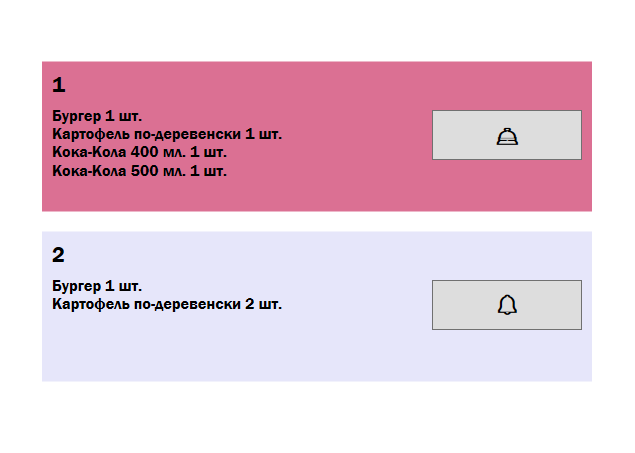 1
Бургер 1 шт.
Картофель по-деревенски 1 шт.
Кока-Кола 400 мл. 1 шт.
Кока-Кола 500 мл. 1 шт.
2
Бургер 1 шт.
Картофель по-деревенски 2 шт.